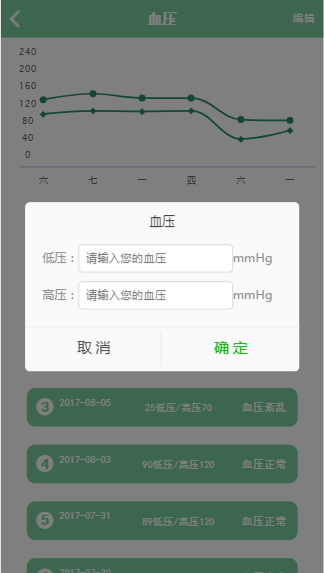 血压 编辑
240
200
160
120
80
40
0
六 七 一 四 六 一
血压
低压： 请输入您的血压 mmHg
高压： 请输入您的血压 mmHg
取消 确定
3 2017-08-05 25低压/高压70 血压紊乱
4 2017-08-03 90低压/高压120 血压正常
5 2017-07-31 89低压/高压120 血压正常
2017-07-30